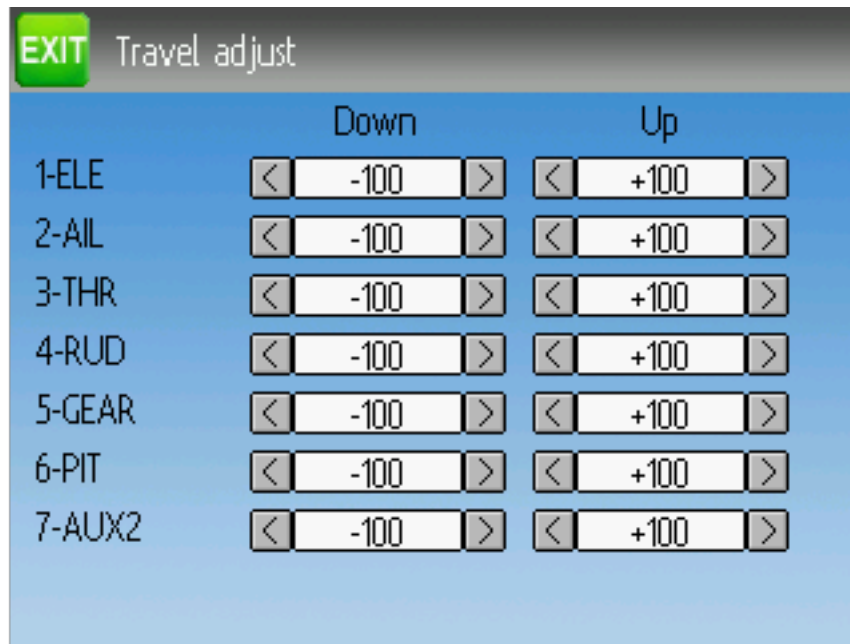 EXIT Travel adjust
Down Up
1-ELE < -100 > < +100 >
2-AIL < -100 > < +100 >
3-THR < -100 > < +100 >
4-RUD < -100 > < +100 >
5-GEAR < -100 > < +100 >
6-PIT < -100 > < +100 >
7-AUX2 < -100 > < +100 >